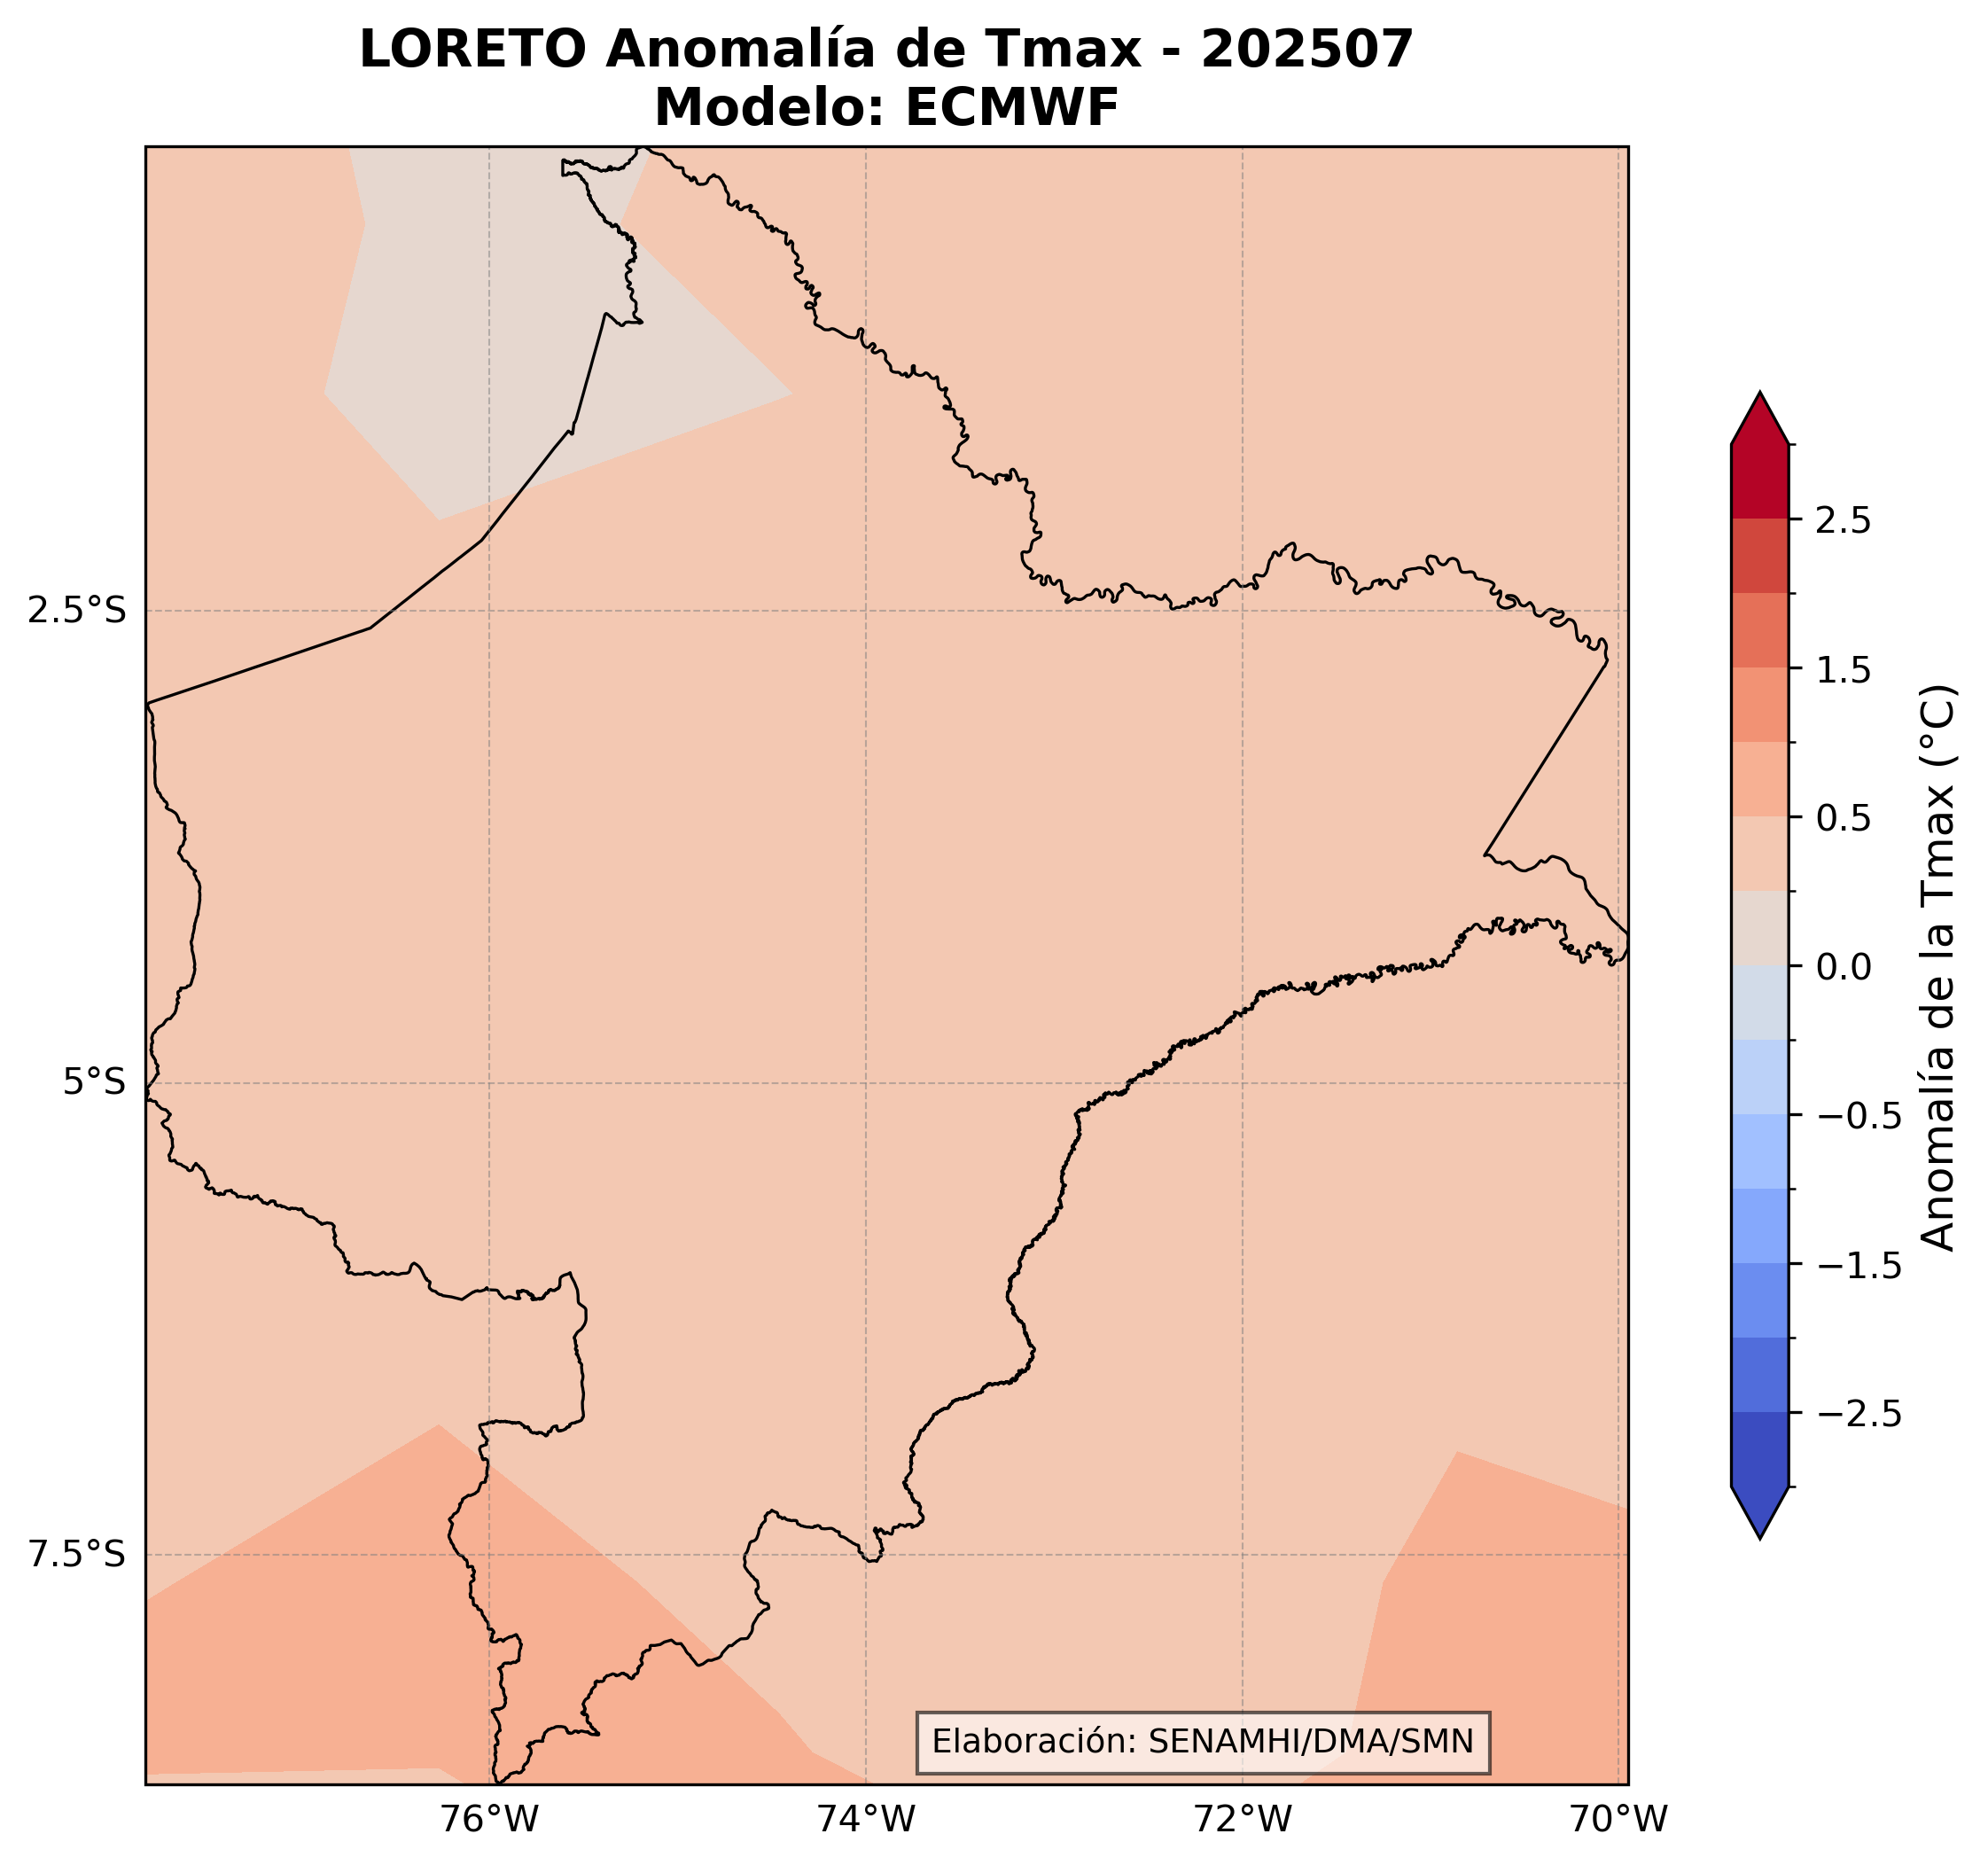 LORETO Anomalía de Tmax - 202507
Modelo: ECMWF
2.5°S
5°S
7.5°S
76°W
74°W
72°W
70°W
Elaboración: SENAMHI/DMA/SMN
2.5
1.5
0.5
0.0
−0.5
−1.5
−2.5
Anomalía de la Tmax (°C)